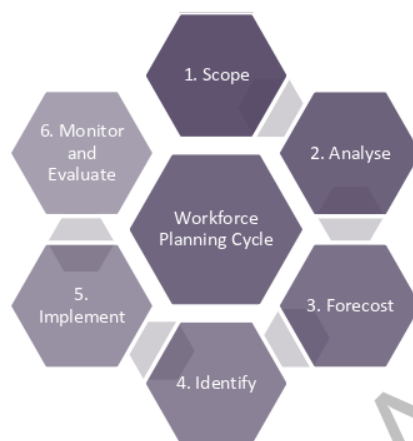 1. Scope
2. Analyse
3. Forecost
4. Identify
5.
Implement
6. Monitor
and
Evaluate
Workforce
Planning Cycle